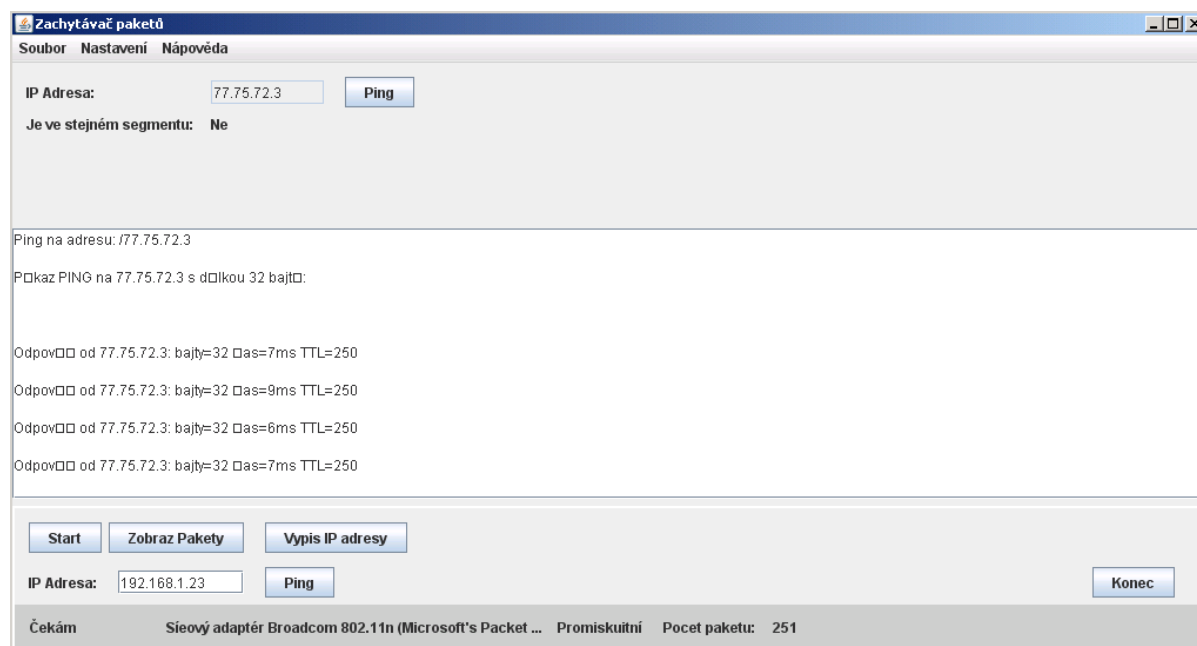 Zachytávač paketů
Soubor Nastavení Nápověda
IP Adresa: 77.75.72.3 Ping
Je ve stejném segmentu: Ne
Ping na adresu: /77.75.72.3
P□kaz PING na 77.75.72.3 s d□lkou 32 bajt□:
Odpov□□ od 77.75.72.3: bajty=32 □as=7ms TTL=250
Odpov□□ od 77.75.72.3: bajty=32 □as=9ms TTL=250
Odpov□□ od 77.75.72.3: bajty=32 □as=6ms TTL=250
Odpov□□ od 77.75.72.3: bajty=32 □as=7ms TTL=250
Start Zobraz Pakety Vypis IP adresy
IP Adresa: 192.168.1.23 Ping Konec
Čekám Síeový adaptér Broadcom 802.11n (Microsoft's Packet ... Promiskuitní Pocet paketu: 251